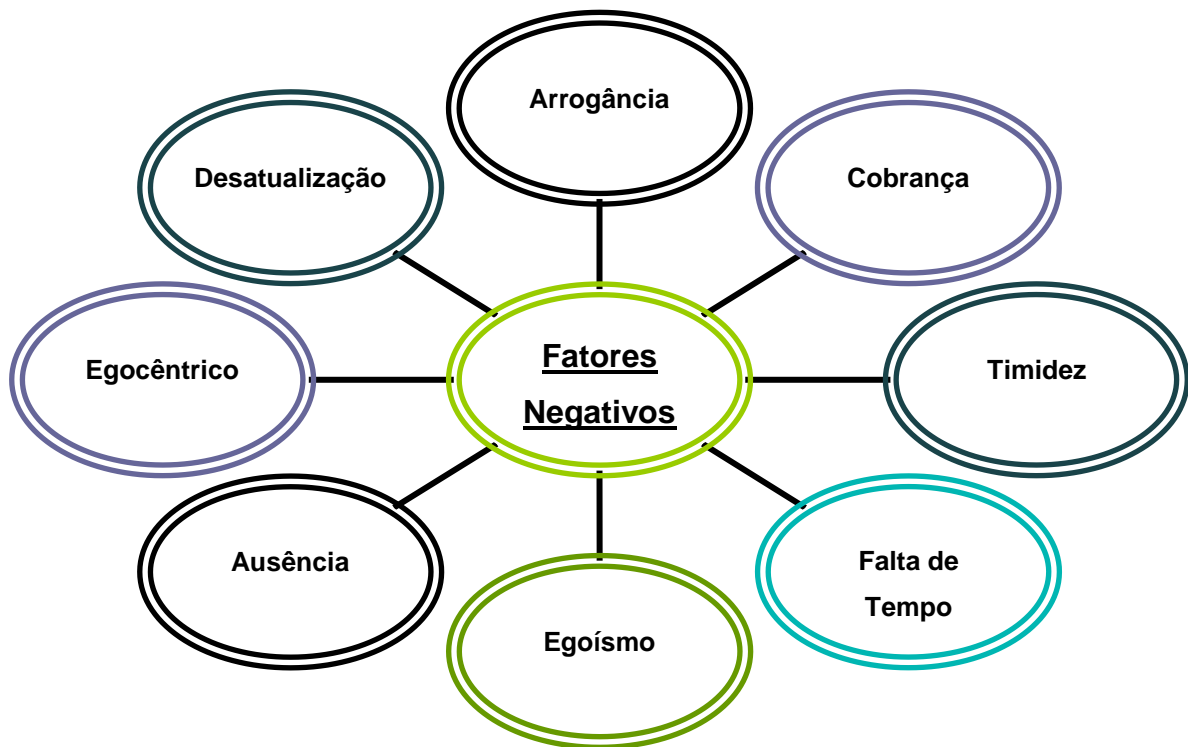 Arrogância
Desatualização
Cobrança
Egocêntrico
Fatores
Negativos
Timidez
Ausência
Falta de
Tempo
Egoísmo